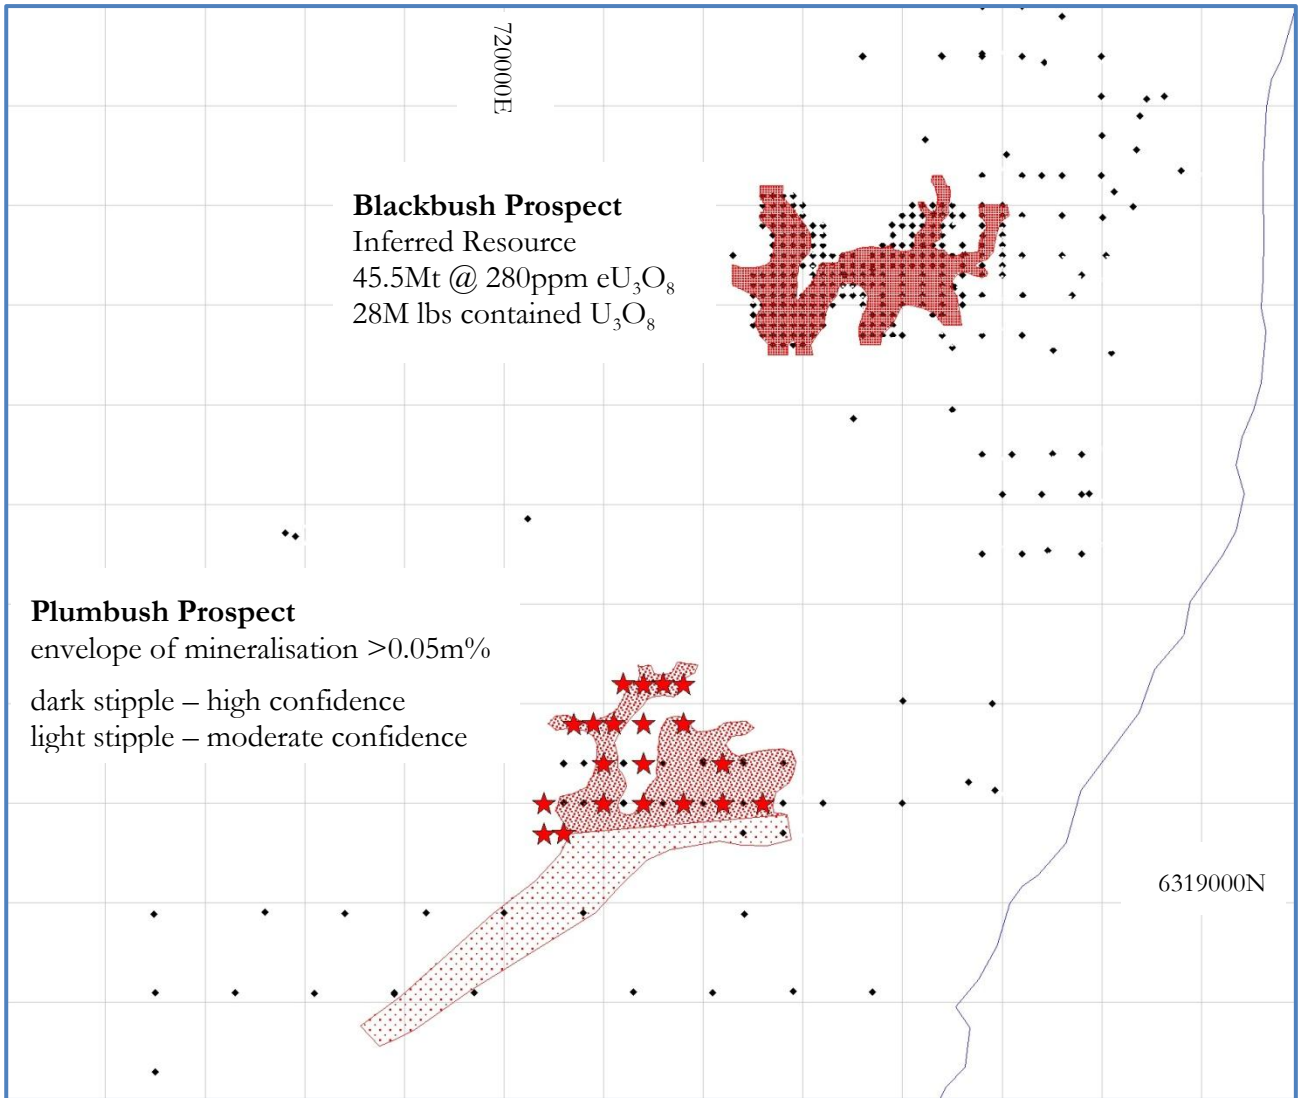 720000E
Blackbush Prospect
Inferred Resource
45.5Mt @ 280ppm eU₃O₈
28M lbs contained U₃O₈
Plumbush Prospect
envelope of mineralisation >0.05m%
dark stipple – high confidence
light stipple – moderate confidence
6319000N